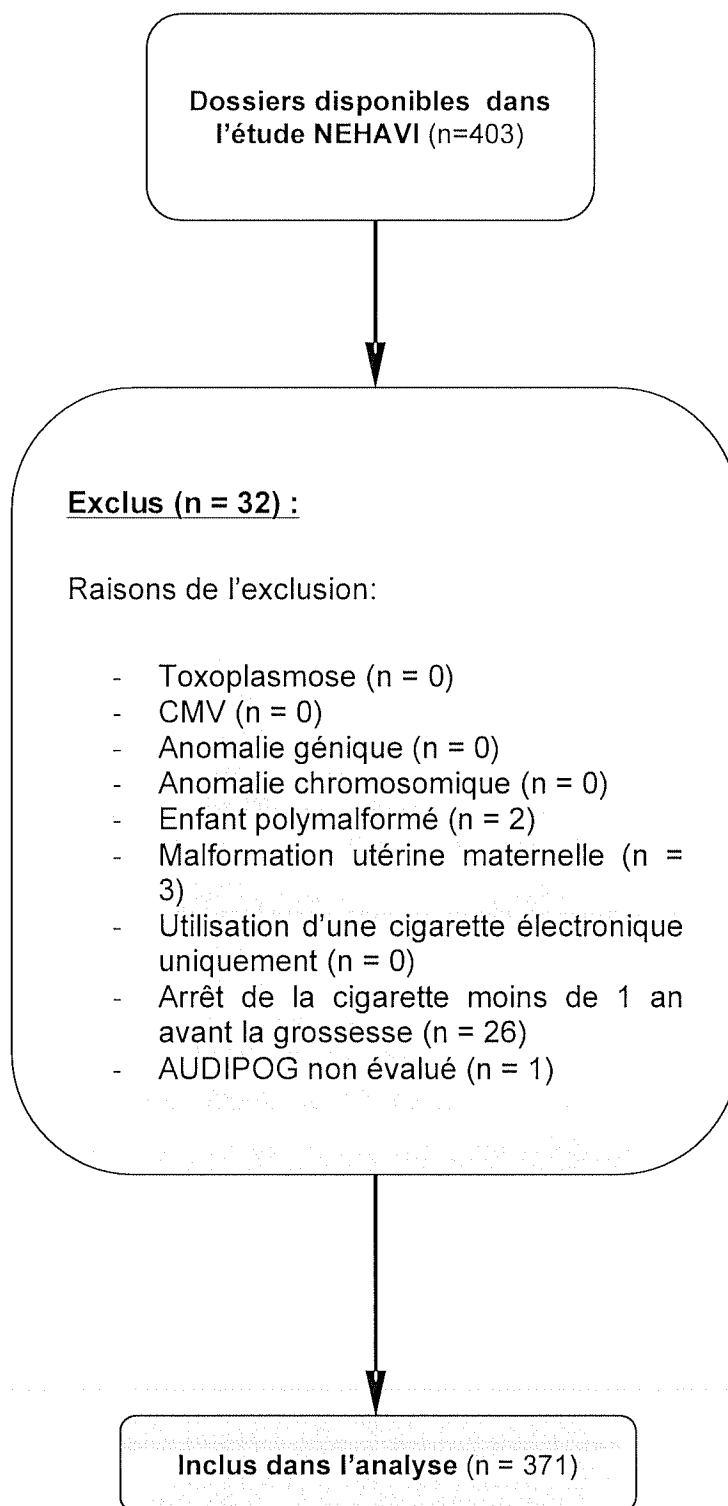 Dossiers disponibles dans
l'étude NEHAVI (n=403)
Exclus (n = 32) :
Raisons de l'exclusion:
- Toxoplasmose (n = 0)
- CMV (n = 0)
- Anomalie génique (n = 0)
- Anomalie chromosomique (n = 0)
- Enfant polymalformé (n = 2)
- Malformation utérine maternelle (n =
3)
- Utilisation d'une cigarette électronique
uniquement (n = 0)
- Arrêt de la cigarette moins de 1 an
avant la grossesse (n = 26)
- AUDIPOG non évalué (n = 1)
Inclus dans l'analyse (n = 371)